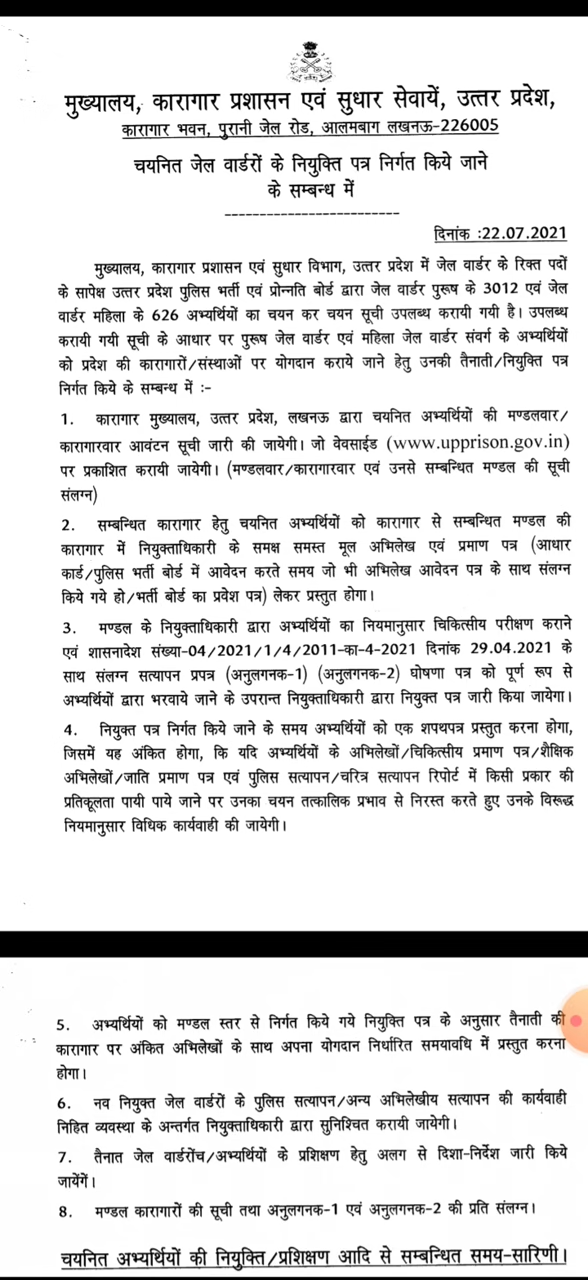 मुख्यालय, कारागार प्रशासन एवं सुधार सेवायें, उत्तर प्रदेश,
कारागार भवन, पुरानी जेल रोड, आलमबाग लखनऊ-226005
चयनित जेल वार्डरों के नियुक्ति पत्र निर्गत किये जाने
के सम्बन्ध में
-------------------------
दिनांक :22.07.2021
मुख्यालय, कारागार प्रशासन एवं सुधार विभाग, उत्तर प्रदेश में जेल वार्डर के रिक्त पदों
के सापेक्ष उत्तर प्रदेश पुलिस भर्ती एवं प्रोन्नति बोर्ड द्वारा जेल वार्डर पुरूष के 3012 एवं जेल
वार्डर महिला के 626 अभ्यर्थियों का चयन कर चयन सूची उपलब्ध करायी गयी है। उपलब्ध
करायी गयी सूची के आधार पर पुरूष जेल वार्डर एवं महिला जेल वार्डर संवर्ग के अभ्यर्थियों
को प्रदेश की कारागारों/संस्थाओं पर योगदान कराये जाने हेतु उनकी तैनाती/नियुक्ति पत्र
निर्गत किये के सम्बन्ध में :-
1. कारागार मुख्यालय, उत्तर प्रदेश, लखनऊ द्वारा चयनित अभ्यर्थियों की मण्डलवार/
कारागारवार आवंटन सूची जारी की जायेगी। जो वेवसाईड (www.upprison.gov.in)
पर प्रकाशित करायी जायेगी। (मण्डलवार/कारागारवार एवं उनसे सम्बन्धित मण्डल की सूची
संलग्न)
2. सम्बन्धित कारागार हेतु चयनित अभ्यर्थियों को कारागार से सम्बन्धित मण्डल की
कारागार में नियुक्ताधिकारी के समक्ष समस्त मूल अभिलेख एवं प्रमाण पत्र (आधार
कार्ड/पुलिस भर्ती बोर्ड में आवेदन करते समय जो भी अभिलेख आवेदन पत्र के साथ संलग्न
किये गये हो/भर्ती बोर्ड का प्रवेश पत्र) लेकर प्रस्तुत होगा।
3. मण्डल के नियुक्ताधिकारी द्वारा अभ्यर्थियों का नियमानुसार चिकित्सीय परीक्षण कराने
एवं शासनादेश संख्या-04/2021/1/4/2011-का-4-2021 दिनांक 29.04.2021 के
साथ संलग्न सत्यापन प्रपत्र (अनुलगनक-1) (अनुलगनक-2) घोषणा पत्र को पूर्ण रूप से
अभ्यर्थियों द्वारा भरवाये जाने के उपरान्त नियुक्ताधिकारी द्वारा नियुक्त पत्र जारी किया जायेगा।
4. नियुक्त पत्र निर्गत किये जाने के समय अभ्यर्थियों को एक शपथपत्र प्रस्तुत करना होगा,
जिसमें यह अंकित होगा, कि यदि अभ्यर्थियों के अभिलेखों/चिकित्सीय प्रमाण पत्र/शैक्षिक
अभिलेखों/जाति प्रमाण पत्र एवं पुलिस सत्यापन/चरित्र सत्यापन रिपोर्ट में किसी प्रकार की
प्रतिकूलता पायी पाये जाने पर उनका चयन तत्कालिक प्रभाव से निरस्त करते हुए उनके विरूद्ध
नियमानुसार विधिक कार्यवाही की जायेगी।
5. अभ्यर्थियों को मण्डल स्तर से निर्गत किये गये नियुक्ति पत्र के अनुसार तैनाती की
कारागार पर अंकित अभिलेखों के साथ अपना योगदान निर्धारित समयावधि में प्रस्तुत करना
होगा।
6. नव नियुक्त जेल वार्डरों के पुलिस सत्यापन/अन्य अभिलेखीय सत्यापन की कार्यवाही
निहित व्यवस्था के अन्तर्गत नियुक्ताधिकारी द्वारा सुनिश्चित करायी जायेगी।
7. तैनात जेल वार्डरोंच/अभ्यर्थियों के प्रशिक्षण हेतु अलग से दिशा-निर्देश जारी किये
जायेंगें।
8. मण्डल कारागारों की सूची तथा अनुलगनक-1 एवं अनुलगनक-2 की प्रति संलग्न।
चयनित अभ्यर्थियों की नियुक्ति/प्रशिक्षण आदि से सम्बन्धित समय-सारिणी।